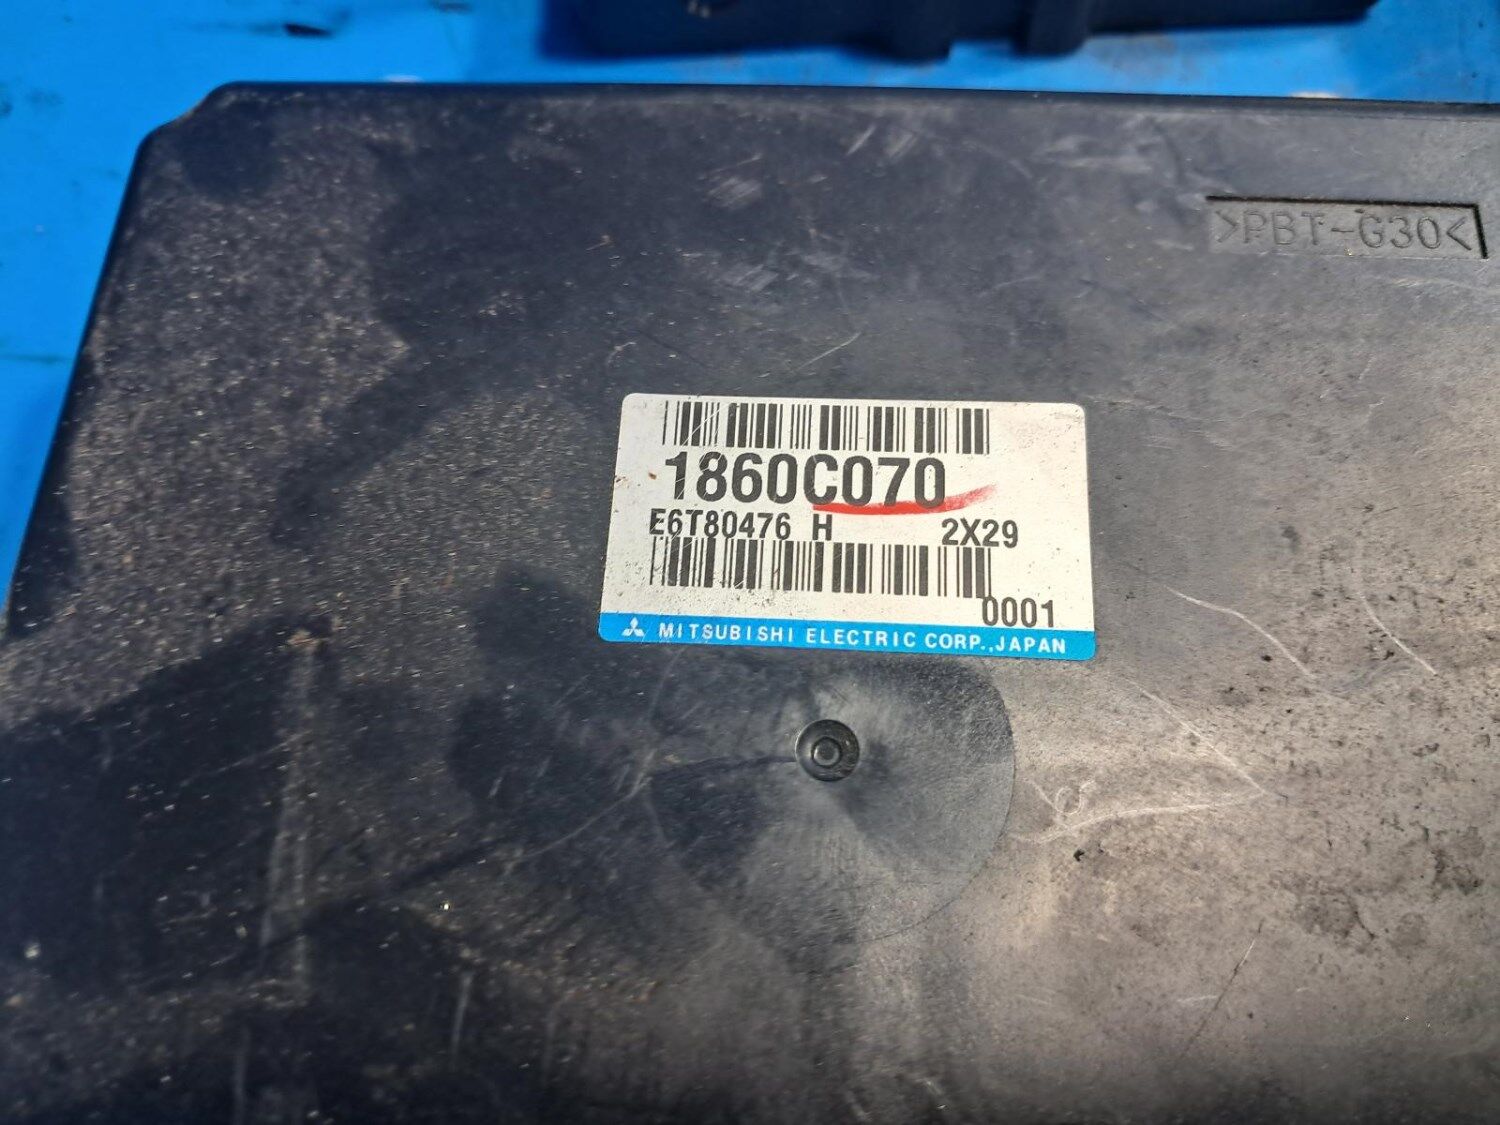 >PBT-G30<
1860C070
E6T80476 H 2X29
0001
MITSUBISHI ELECTRIC CORP.,JAPAN